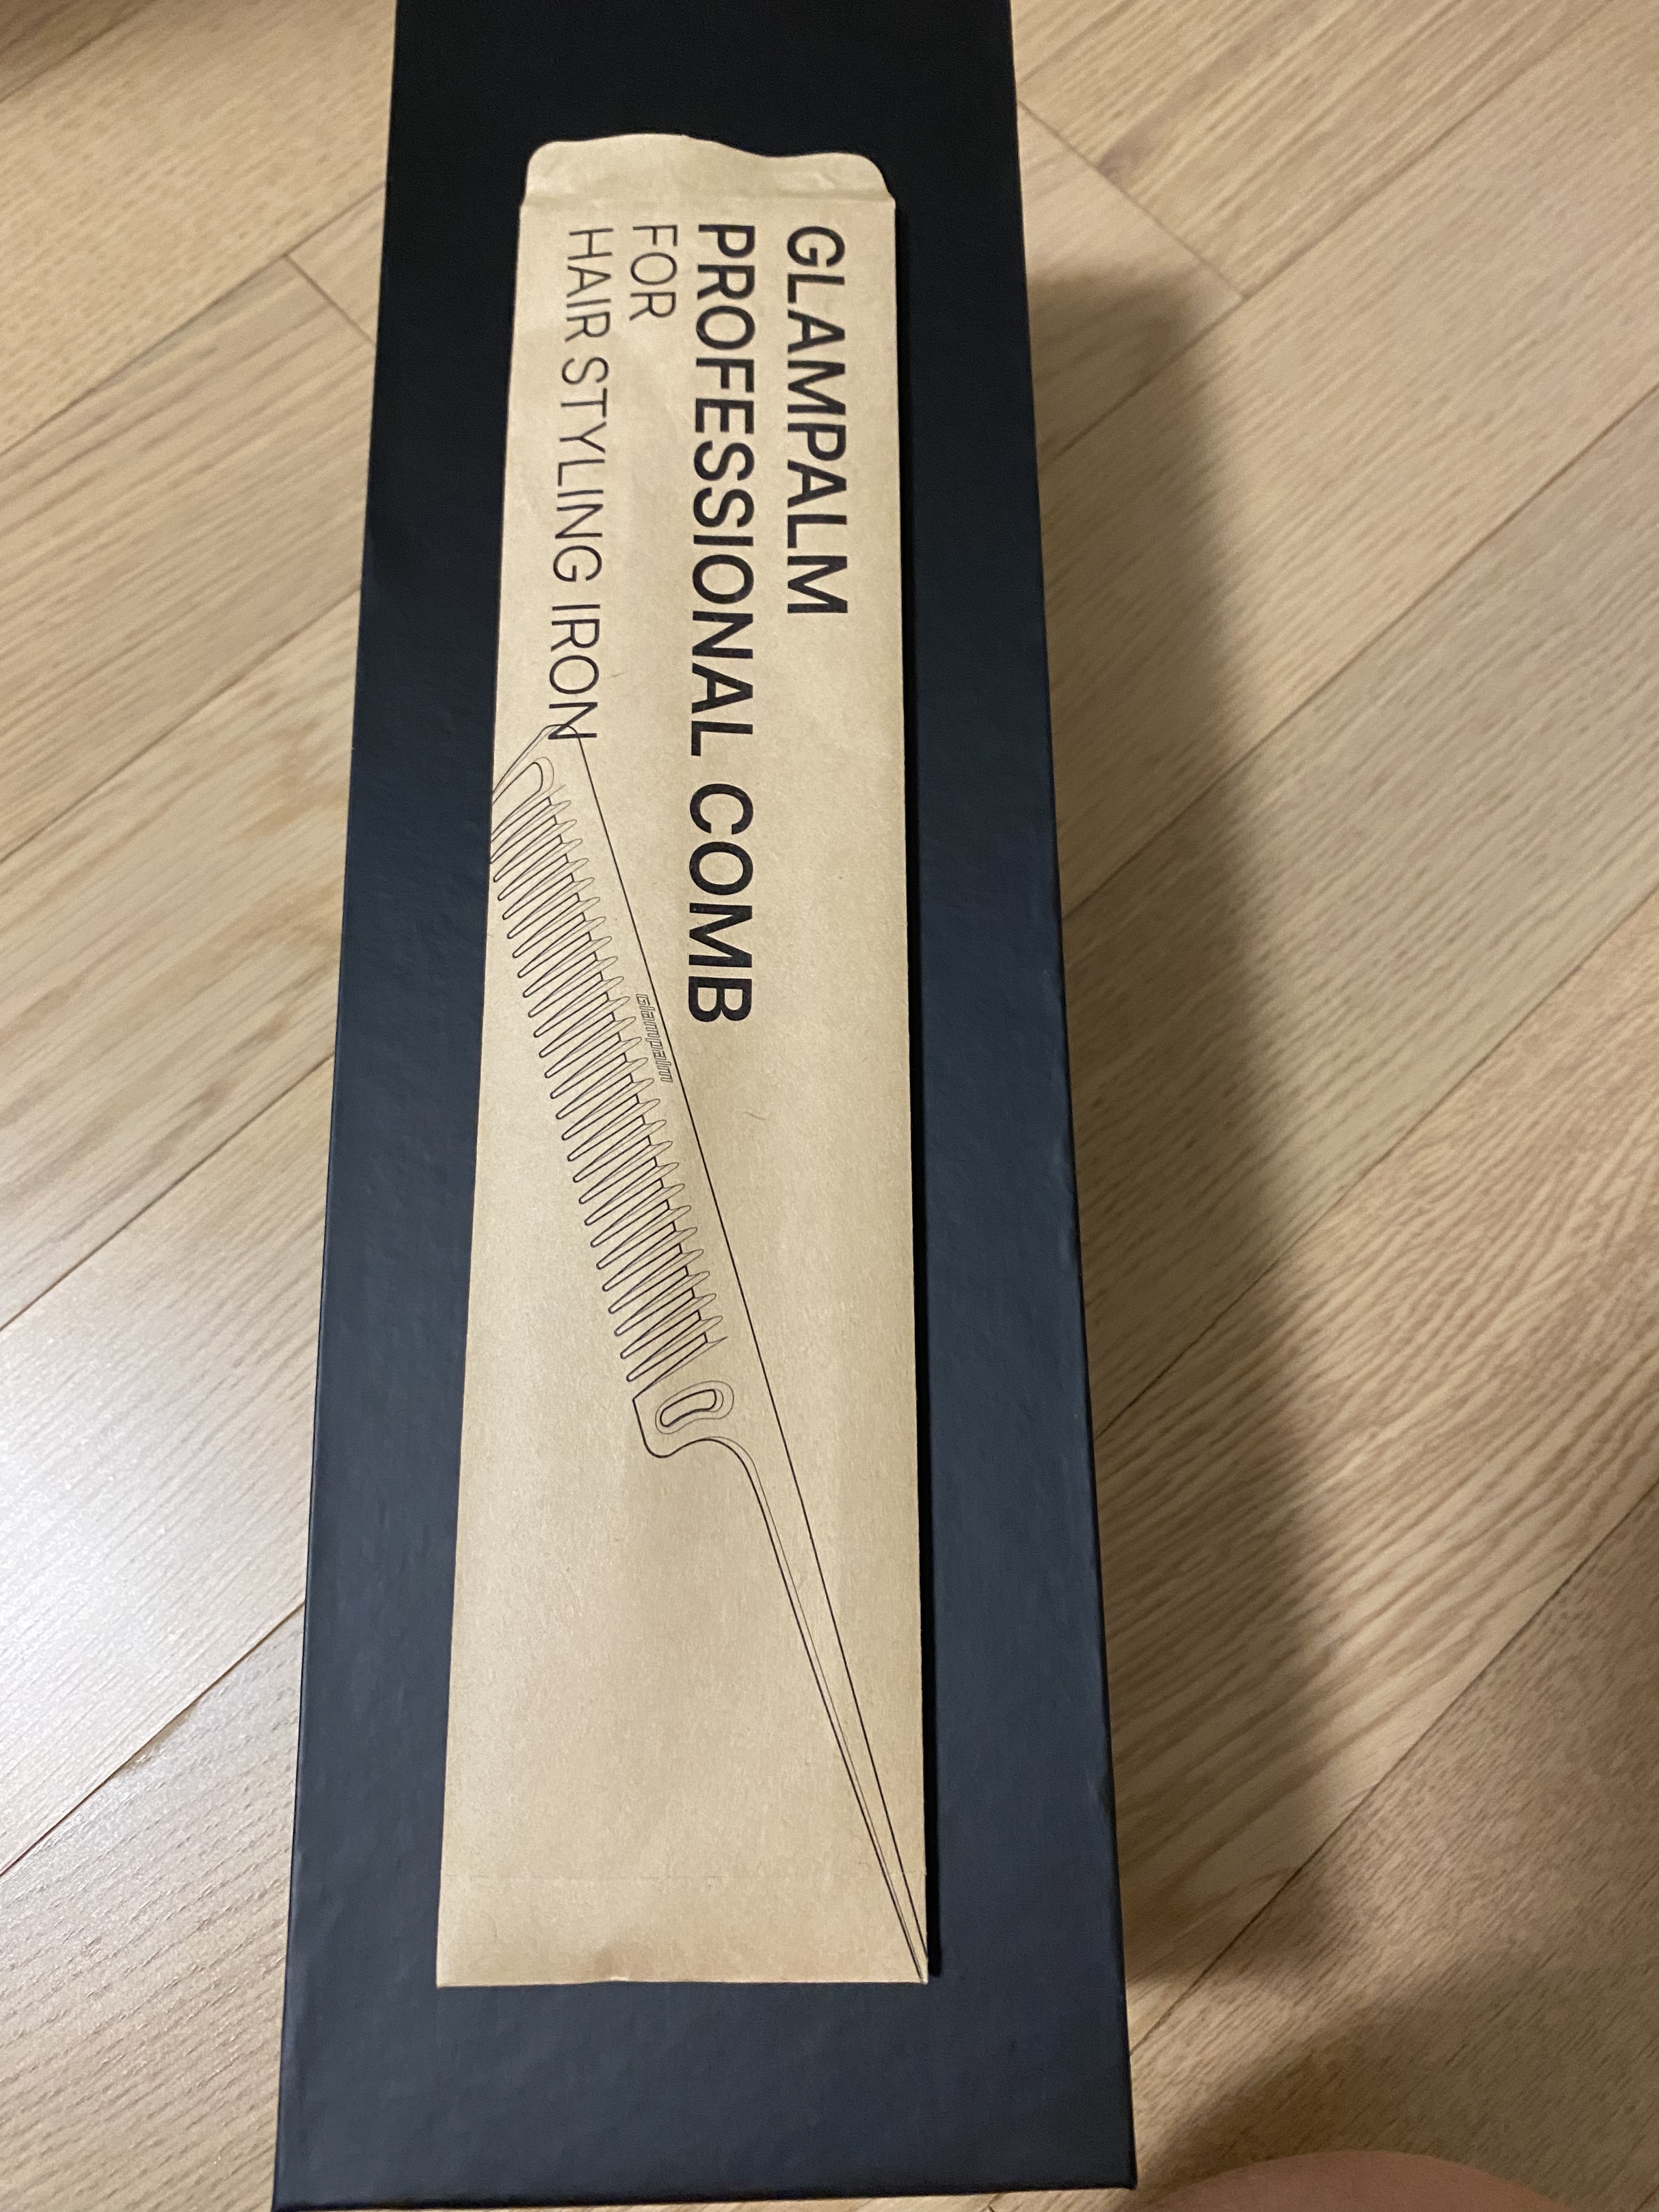 GLAMPALM
PROFESSIONAL COMB
FOR
HAIR STYLING IRON
Glampalm